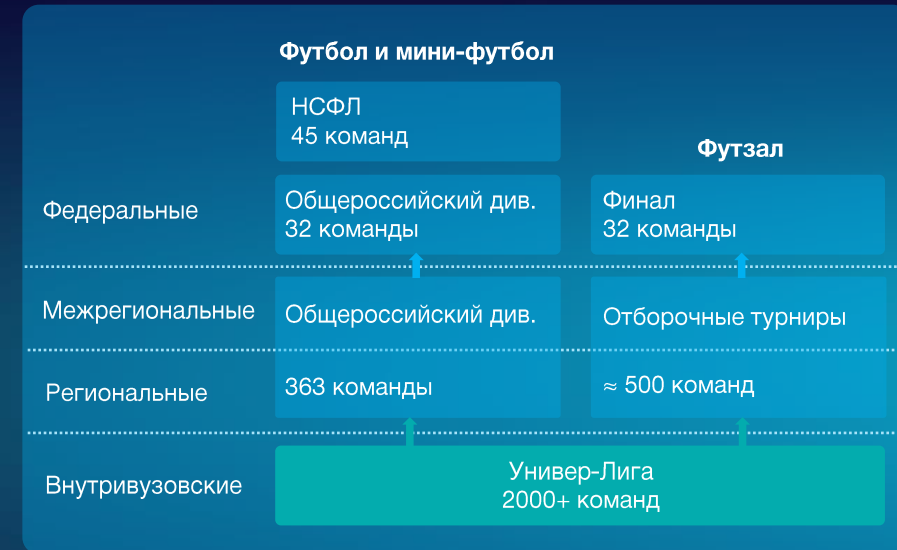 Футбол и мини-футбол
НСФЛ
45 команд
Футзал
Федеральные
Общероссийский див.
32 команды
Финал
32 команды
Межрегиональные
Общероссийский див.
Отборочные турниры
Региональные
363 команды
≈ 500 команд
Внутривузовские
Универ-Лига
2000+ команд